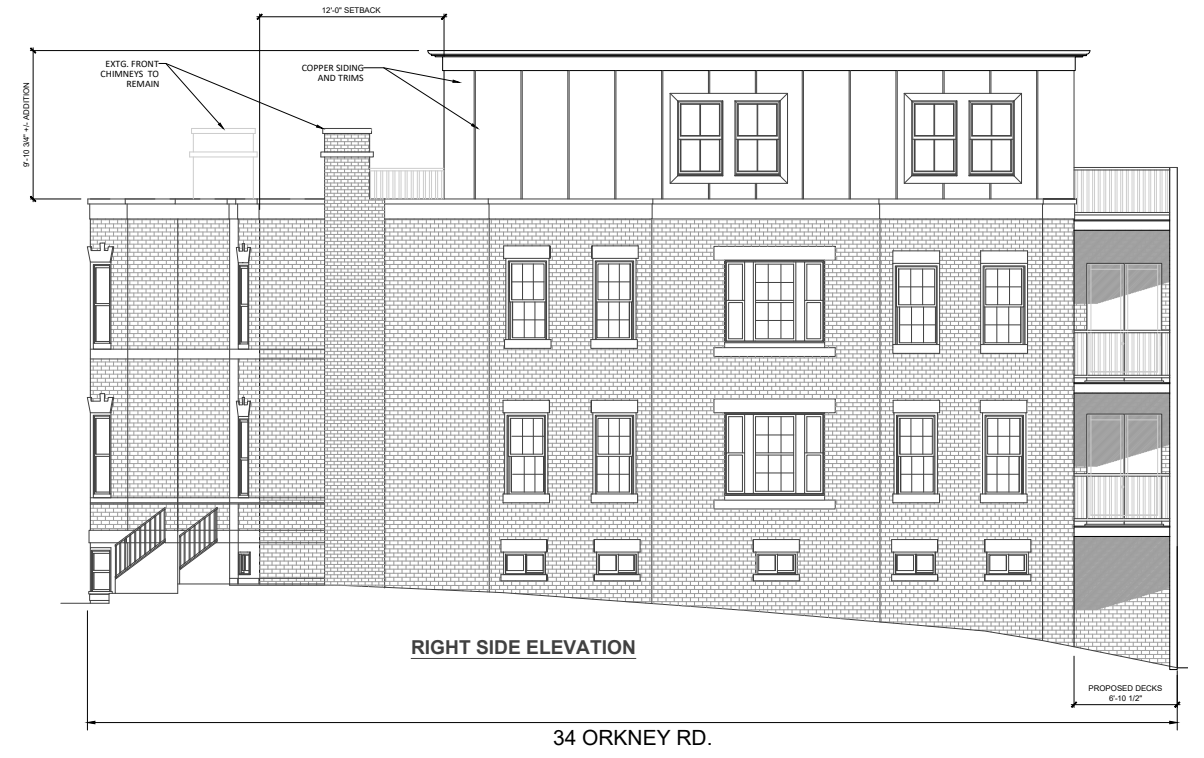 12'-0" SETBACK
EXTG. FRONT
CHIMNEYS TO
REMAIN
COPPER SIDING
AND TRIMS
9'-10 3/4" +/- ADDITION
RIGHT SIDE ELEVATION
PROPOSED DECKS
6'-10 1/2"
34 ORKNEY RD.